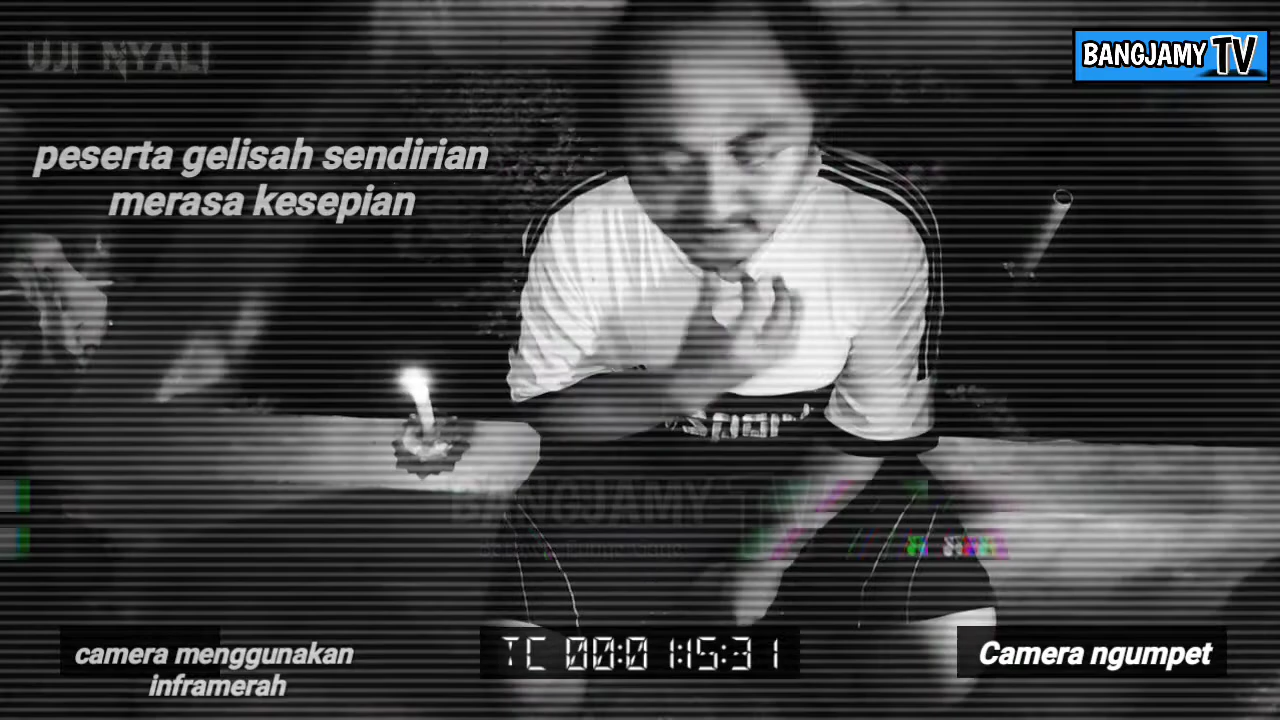 UJI NYALI
BANGJAMY TV
peserta gelisah sendirian
merasa kesepian
spor
BANGJAMY TV
camera menggunakan
inframerah
TC 00:01:15:31
Camera ngumpet